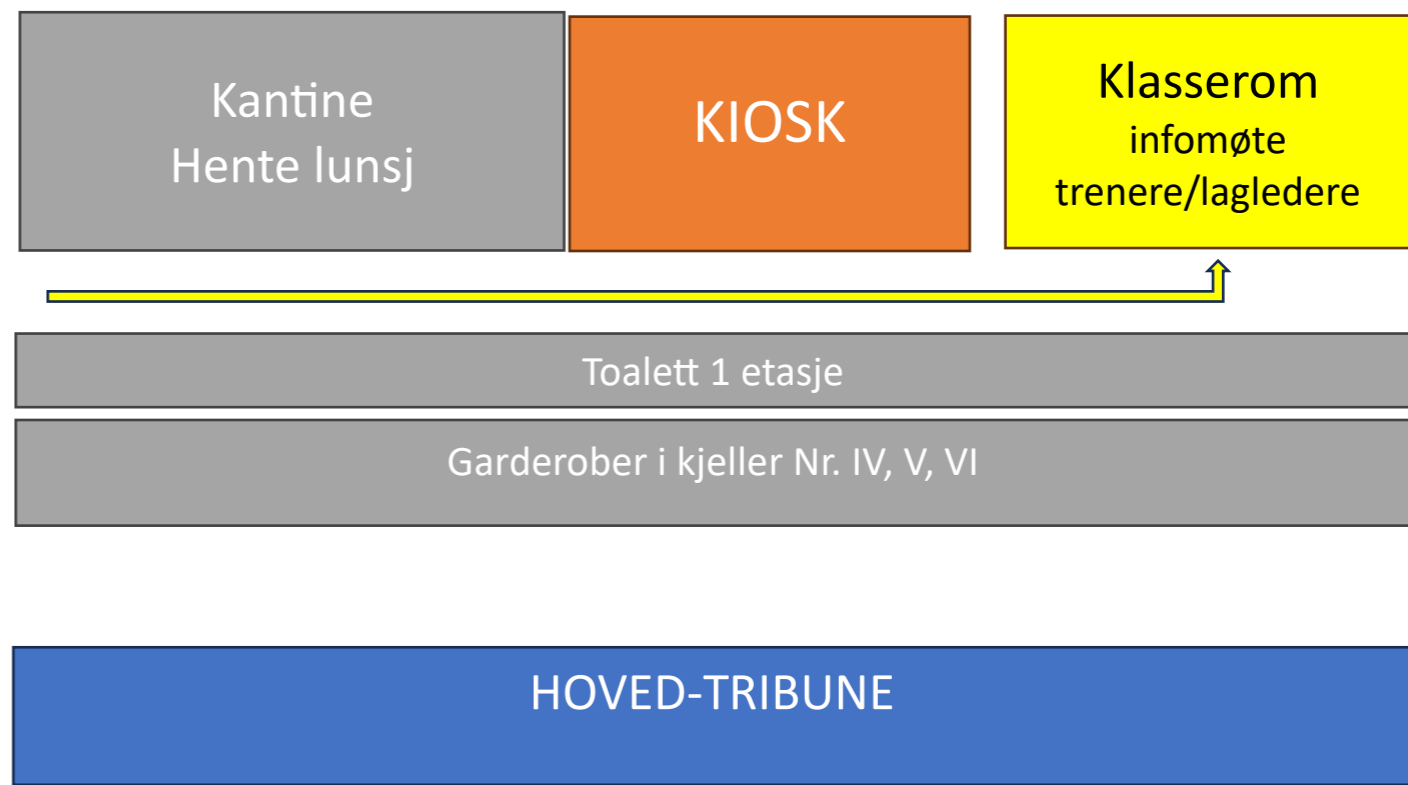 Kantine
Hente lunsj
KIOSK
Klasserom
infomøte
trenere/lagledere
Toalett 1 etasje
Garderober i kjeller Nr. IV, V, VI
HOVED-TRIBUNE